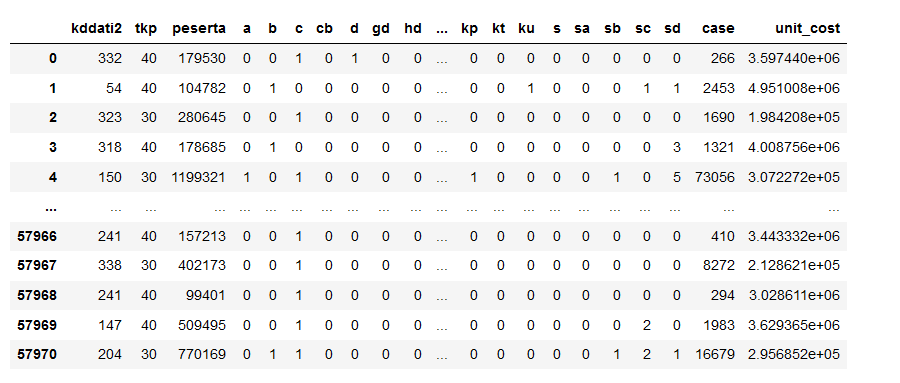 kddati2 tkp peserta a b c cb d gd hd ... kp kt ku s sa sb sc sd case unit_cost
0 332 40 179530 0 0 1 0 1 0 0 ... 0 0 0 0 0 0 0 0 266 3.597440e+06
1 54 40 104782 0 1 0 0 0 0 0 ... 0 0 1 0 0 0 1 1 2453 4.951008e+06
2 323 30 280645 0 0 1 0 0 0 0 ... 0 0 0 0 0 0 0 0 1690 1.984208e+05
3 318 40 178685 0 1 0 0 0 0 0 ... 0 0 0 0 0 0 0 3 1321 4.008756e+06
4 150 30 1199321 1 0 1 0 0 0 0 ... 1 0 0 0 0 1 0 5 73056 3.072272e+05
... ... ... ... ... ... ... ... ... ... ... ... ... ... ... ... ... ... ... ... ... ...
57966 241 40 157213 0 0 1 0 0 0 0 ... 0 0 0 0 0 0 0 0 410 3.443332e+06
57967 338 30 402173 0 0 1 0 0 0 0 ... 0 0 0 0 0 0 0 0 8272 2.128621e+05
57968 241 40 99401 0 0 1 0 0 0 0 ... 0 0 0 0 0 0 0 0 294 3.028611e+06
57969 147 40 509495 0 0 1 0 0 0 0 ... 0 0 0 0 0 0 2 0 1983 3.629365e+06
57970 204 30 770169 0 1 1 0 0 0 0 ... 0 0 0 0 0 1 2 1 16679 2.956852e+05